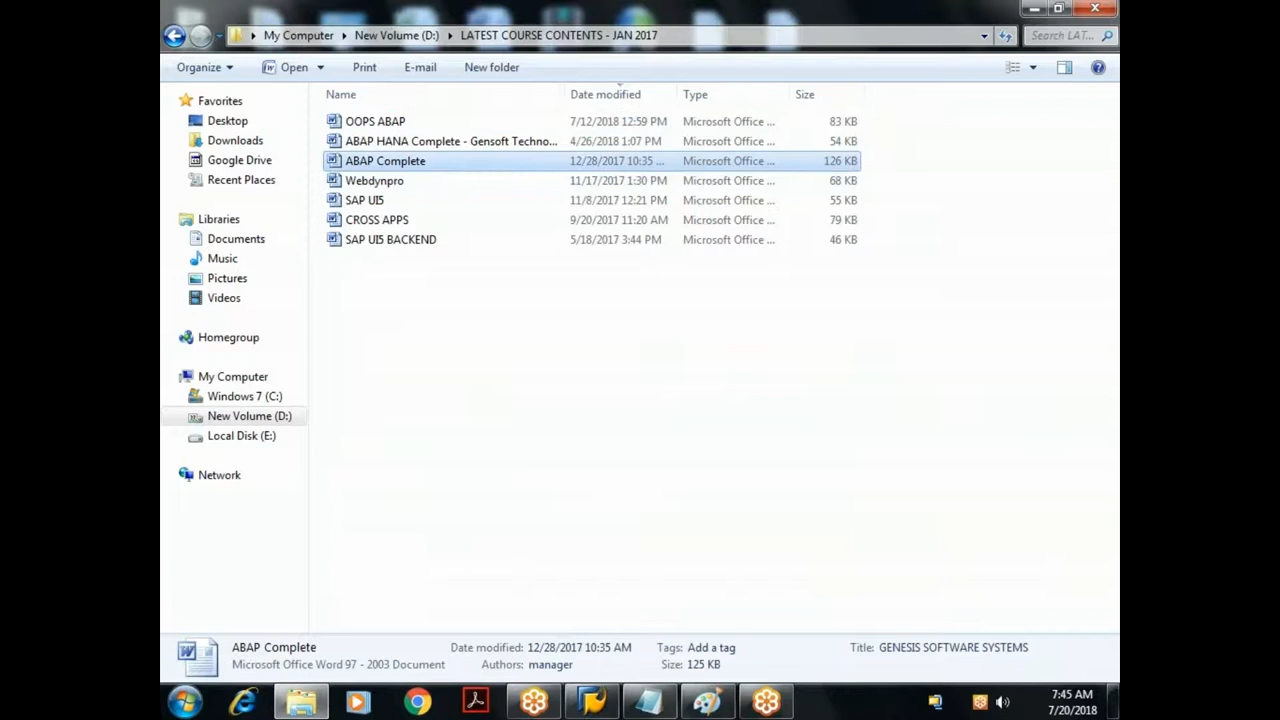 My Computer New Volume (D:) LATEST COURSE CONTENTS - JAN 2017 Search LAT...
Organize Open Print E-mail New folder
Name Date modified Type Size
Favorites
Desktop
Downloads
Google Drive
Recent Places
Libraries
Documents
Music
Pictures
Videos
Homegroup
My Computer
Windows 7 (C:)
New Volume (D:)
Local Disk (E:)
Network
OOPS ABAP 7/12/2018 12:59 PM Microsoft Office ... 83 KB
ABAP HANA Complete - Gensoft Techno... 4/26/2018 1:07 PM Microsoft Office ... 54 KB
ABAP Complete 12/28/2017 10:35 ... Microsoft Office ... 126 KB
Webdynpro 11/17/2017 1:30 PM Microsoft Office ... 68 KB
SAP UI5 11/8/2017 12:21 PM Microsoft Office ... 55 KB
CROSS APPS 9/20/2017 11:20 AM Microsoft Office ... 79 KB
SAP UI5 BACKEND 5/18/2017 3:44 PM Microsoft Office ... 46 KB
ABAP Complete Date modified: 12/28/2017 10:35 AM Tags: Add a tag Title: GENESIS SOFTWARE SYSTEMS
Microsoft Office Word 97 - 2003 Document Authors: manager Size: 125 KB
7:45 AM
7/20/2018